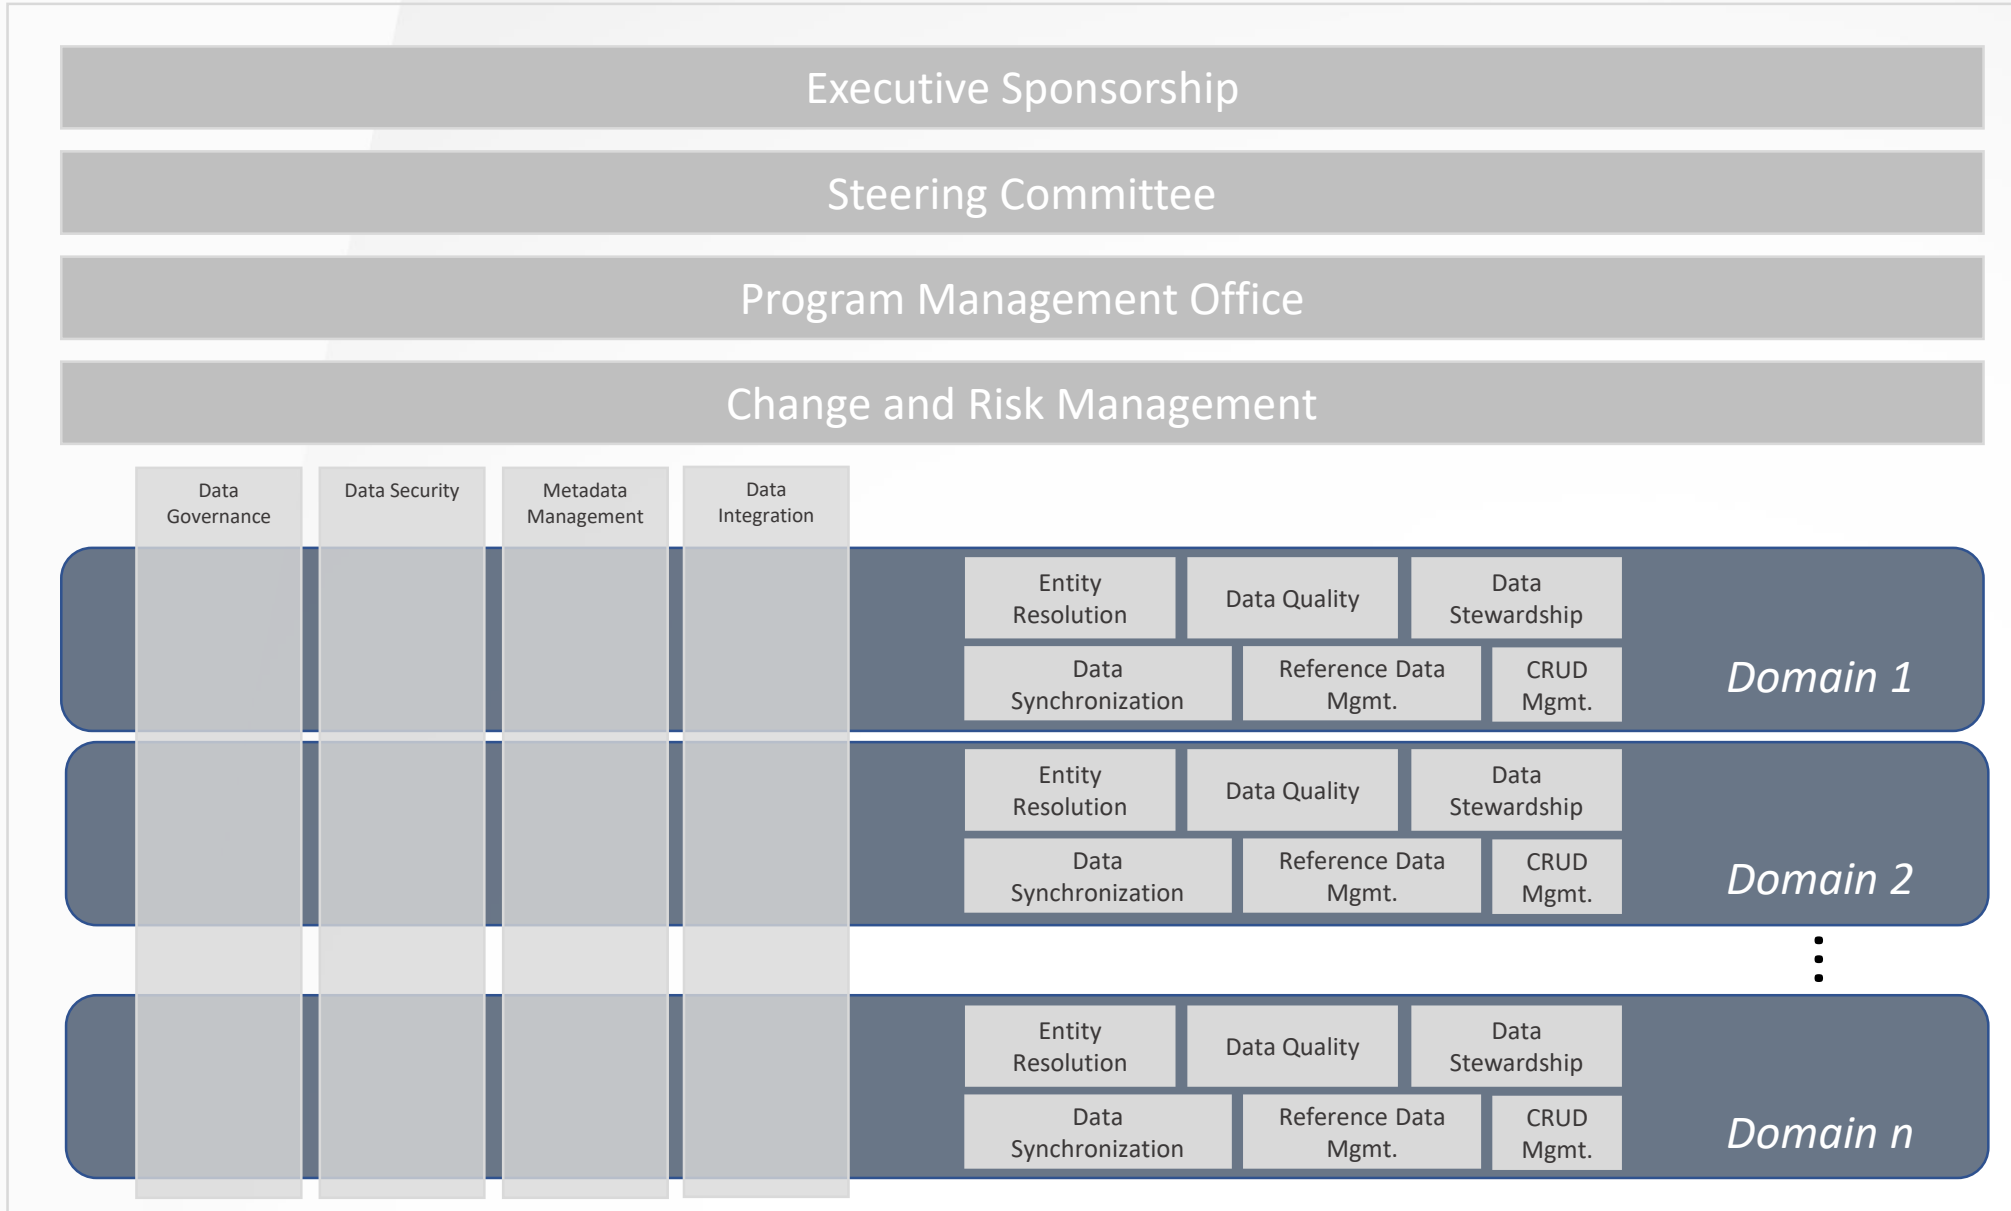 Executive Sponsorship
Steering Committee
Program Management Office
Change and Risk Management
Data
Governance
Data Security
Metadata
Management
Data
Integration
Entity
Resolution
Data Quality
Data
Stewardship
Data
Synchronization
Reference Data
Mgmt.
CRUD
Mgmt.
Domain 1
Entity
Resolution
Data Quality
Data
Stewardship
Data
Synchronization
Reference Data
Mgmt.
CRUD
Mgmt.
Domain 2
Entity
Resolution
Data Quality
Data
Stewardship
Data
Synchronization
Reference Data
Mgmt.
CRUD
Mgmt.
Domain n